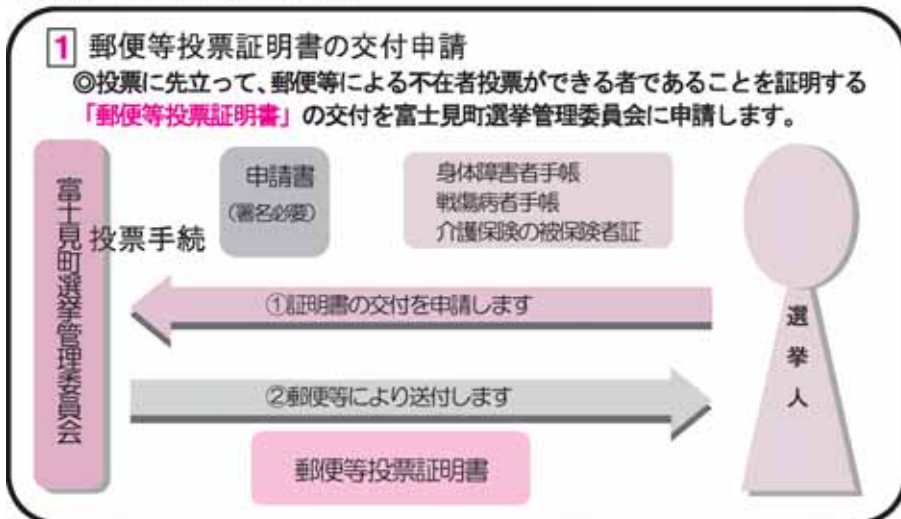 1 郵便等投票証明書の交付申請
◎投票に先立って、郵便等による不在者投票ができる者であることを証明する
「郵便等投票証明書」の交付を富士見町選挙管理委員会に申請します。
富士見町選挙管理委員会
投票手続
申請書
(署名必要)
身体障害者手帳
戦傷病者手帳
介護保険の被保険者証
①証明書の交付を申請します
選挙人
②郵便等により送付します
郵便等投票証明書